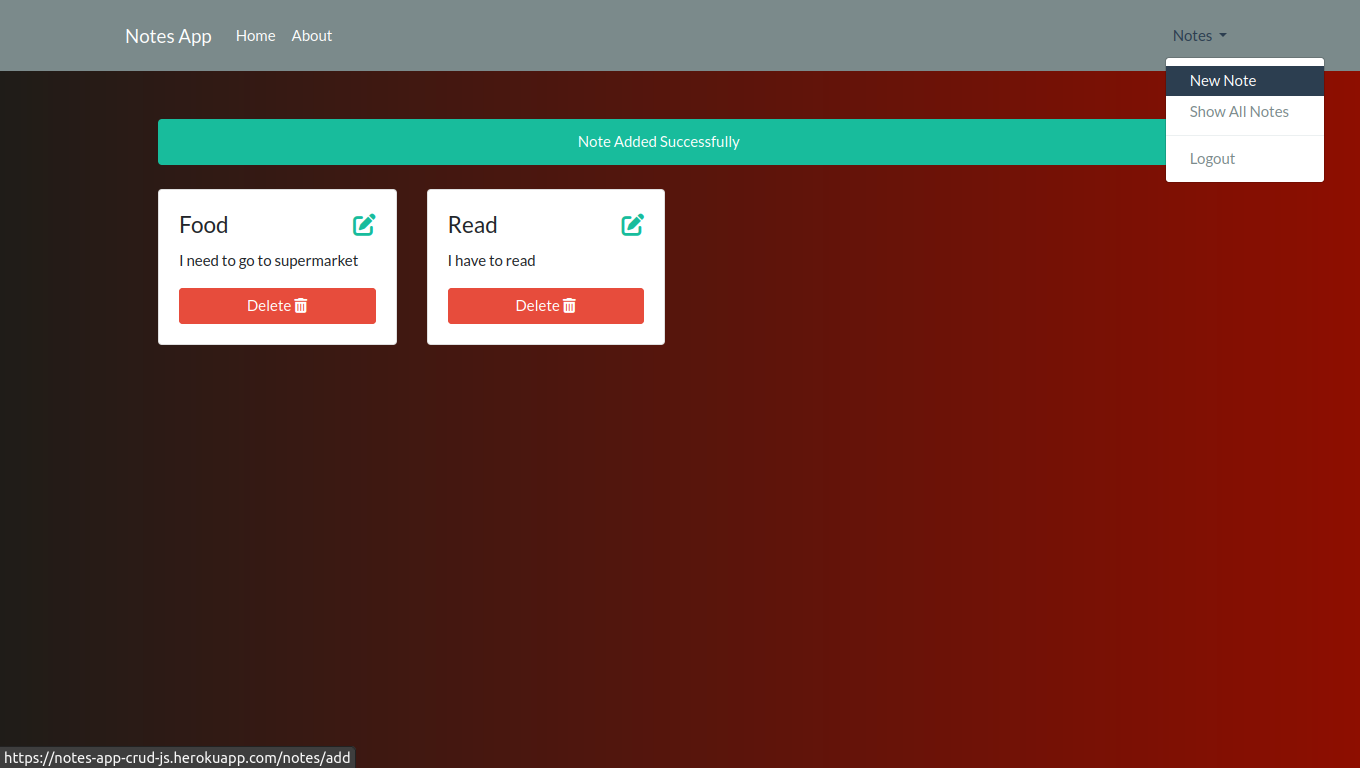 Notes App Home About Notes
New Note
Show All Notes
Logout
Note Added Successfully
Food
I need to go to supermarket
Delete
Read
I have to read
Delete
https://notes-app-crud-js.herokuapp.com/notes/add